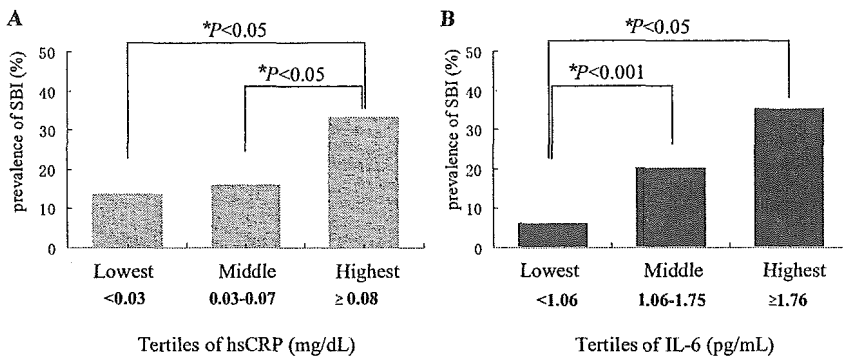 A
*P<0.05
*P<0.05
prevalence of SBI (%)
50
40
30
20
10
0
Lowest Middle Highest
<0.03 0.03-0.07 ≥ 0.08
Tertiles of hsCRP (mg/dL)
B
*P<0.05
*P<0.001
prevalence of SBI (%)
50
40
30
20
10
0
Lowest Middle Highest
<1.06 1.06-1.75 ≥1.76
Tertiles of IL-6 (pg/mL)